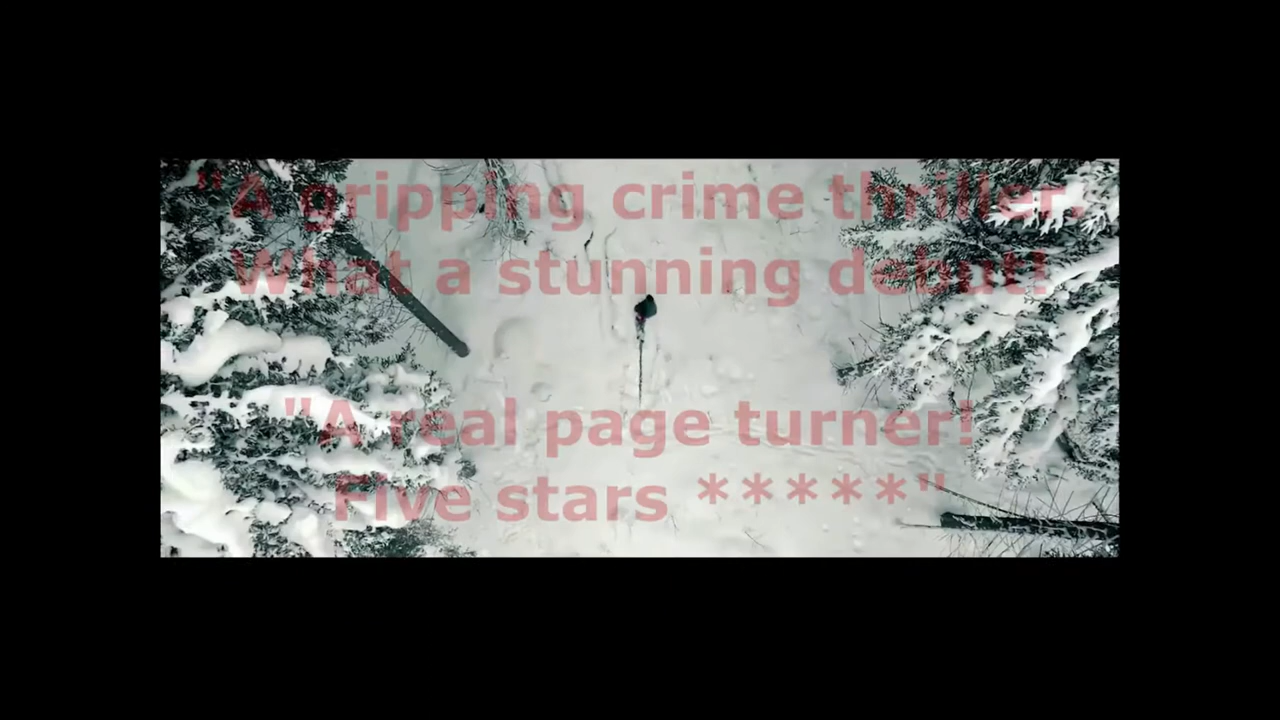 "A gripping crime thriller.
What a stunning debut!
"A real page turner!
Five stars *****"